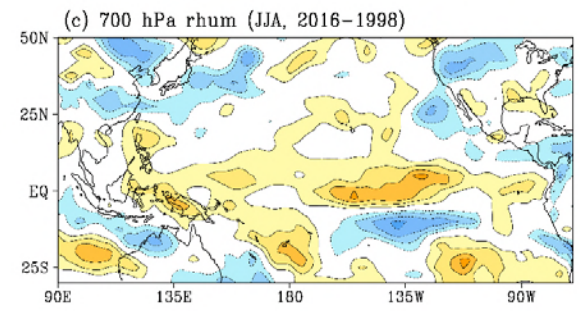 (c) 700 hPa rhum (JJA, 2016−1998)
50N
25N
EQ
25S
90E 135E 180 135W 90W